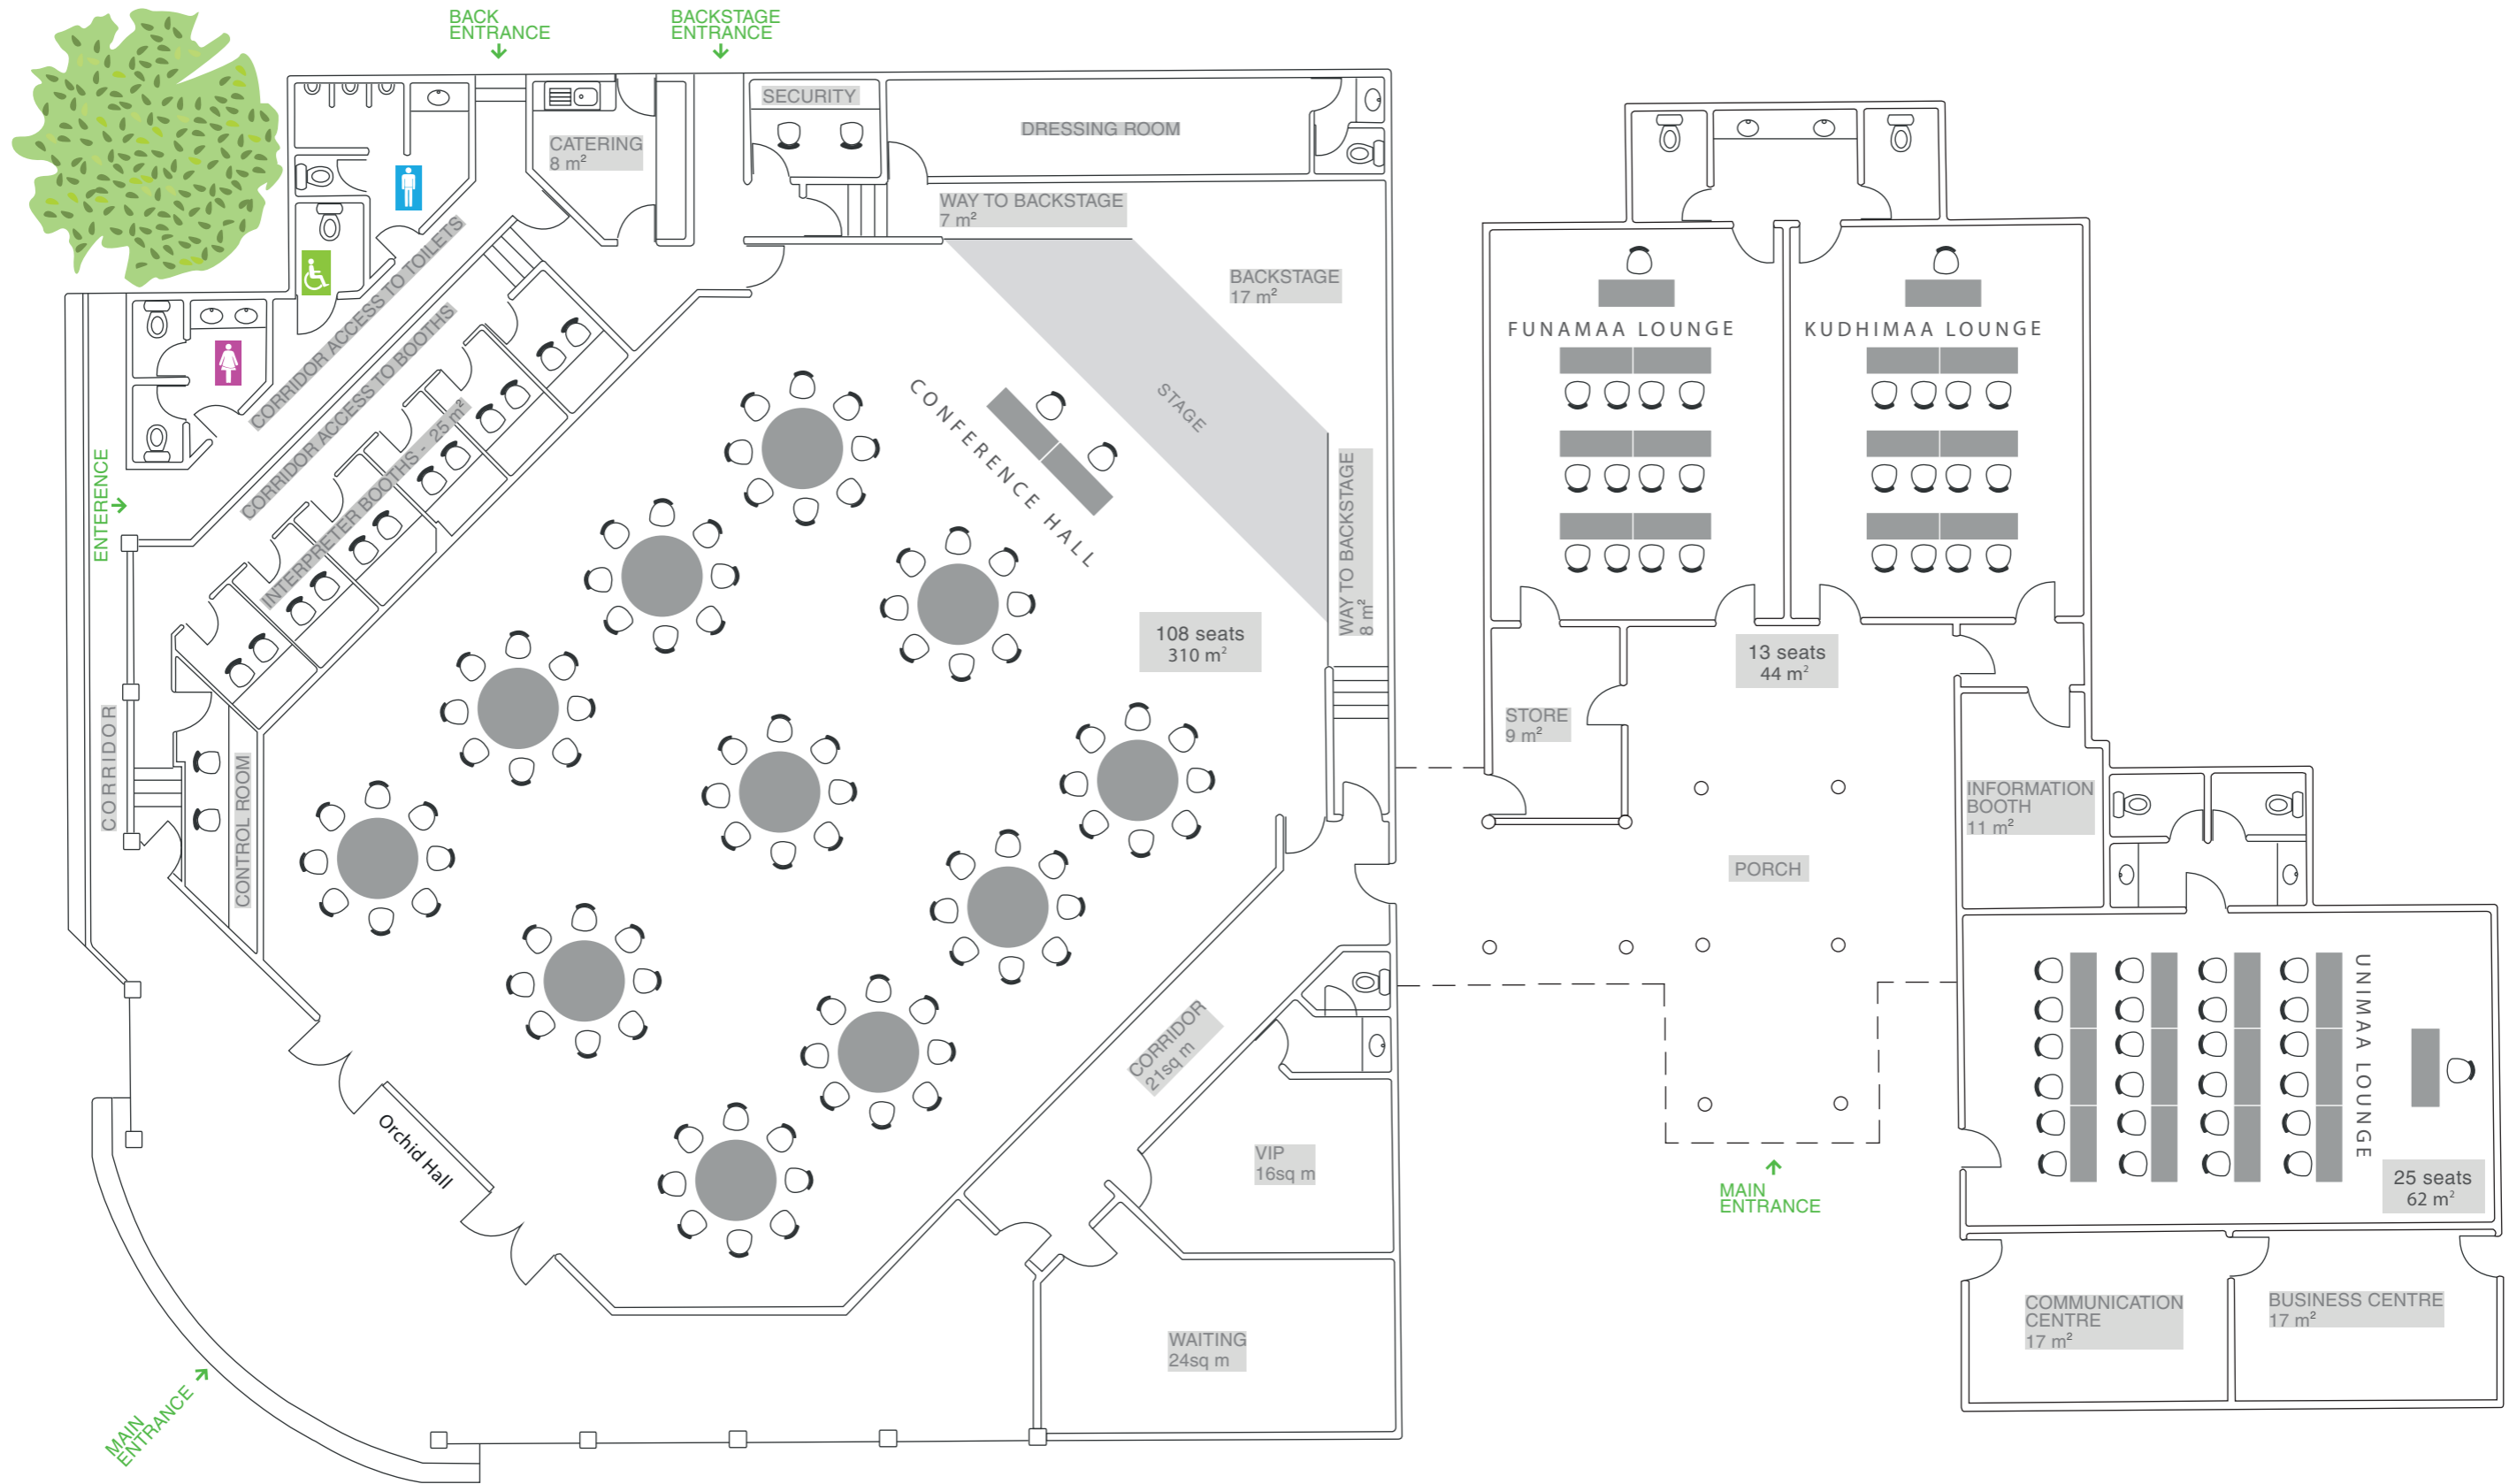 BACK
ENTRANCE
BACKSTAGE
ENTRANCE
SECURITY
DRESSING ROOM
CATERING
8 m²
WAY TO BACKSTAGE
7 m²
BACKSTAGE
17 m²
CORRIDOR ACCESS TO TOILETS
CORRIDOR ACCESS TO BOOTHS
INTERPRETER BOOTHS - 25 m²
STAGE
CONFERENCE HALL
WAY TO BACKSTAGE
8 m²
108 seats
310 m²
ENTERENCE
CORRIDOR
CONTROL ROOM
Orchid Hall
CORRIDOR
21sq m
VIP
16sq m
WAITING
24sq m
MAIN
ENTRANCE
FUNAMAA LOUNGE
KUDHIMAA LOUNGE
13 seats
44 m²
STORE
9 m²
INFORMATION
BOOTH
11 m²
PORCH
MAIN
ENTRANCE
UNIMAA LOUNGE
25 seats
62 m²
COMMUNICATION
CENTRE
17 m²
BUSINESS CENTRE
17 m²